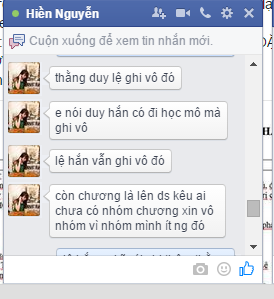 Hiền Nguyễn
Cuộn xuống để xem tin nhắn mới.
thằng duy lệ ghi vô đó
e nói duy hắn có đi học mô mà
ghi vô
lệ hắn vẫn ghi vô đó
còn chương là lên ds kêu ai
chưa có nhóm chương xin vô
nhóm vì nhóm mình ít ng đó